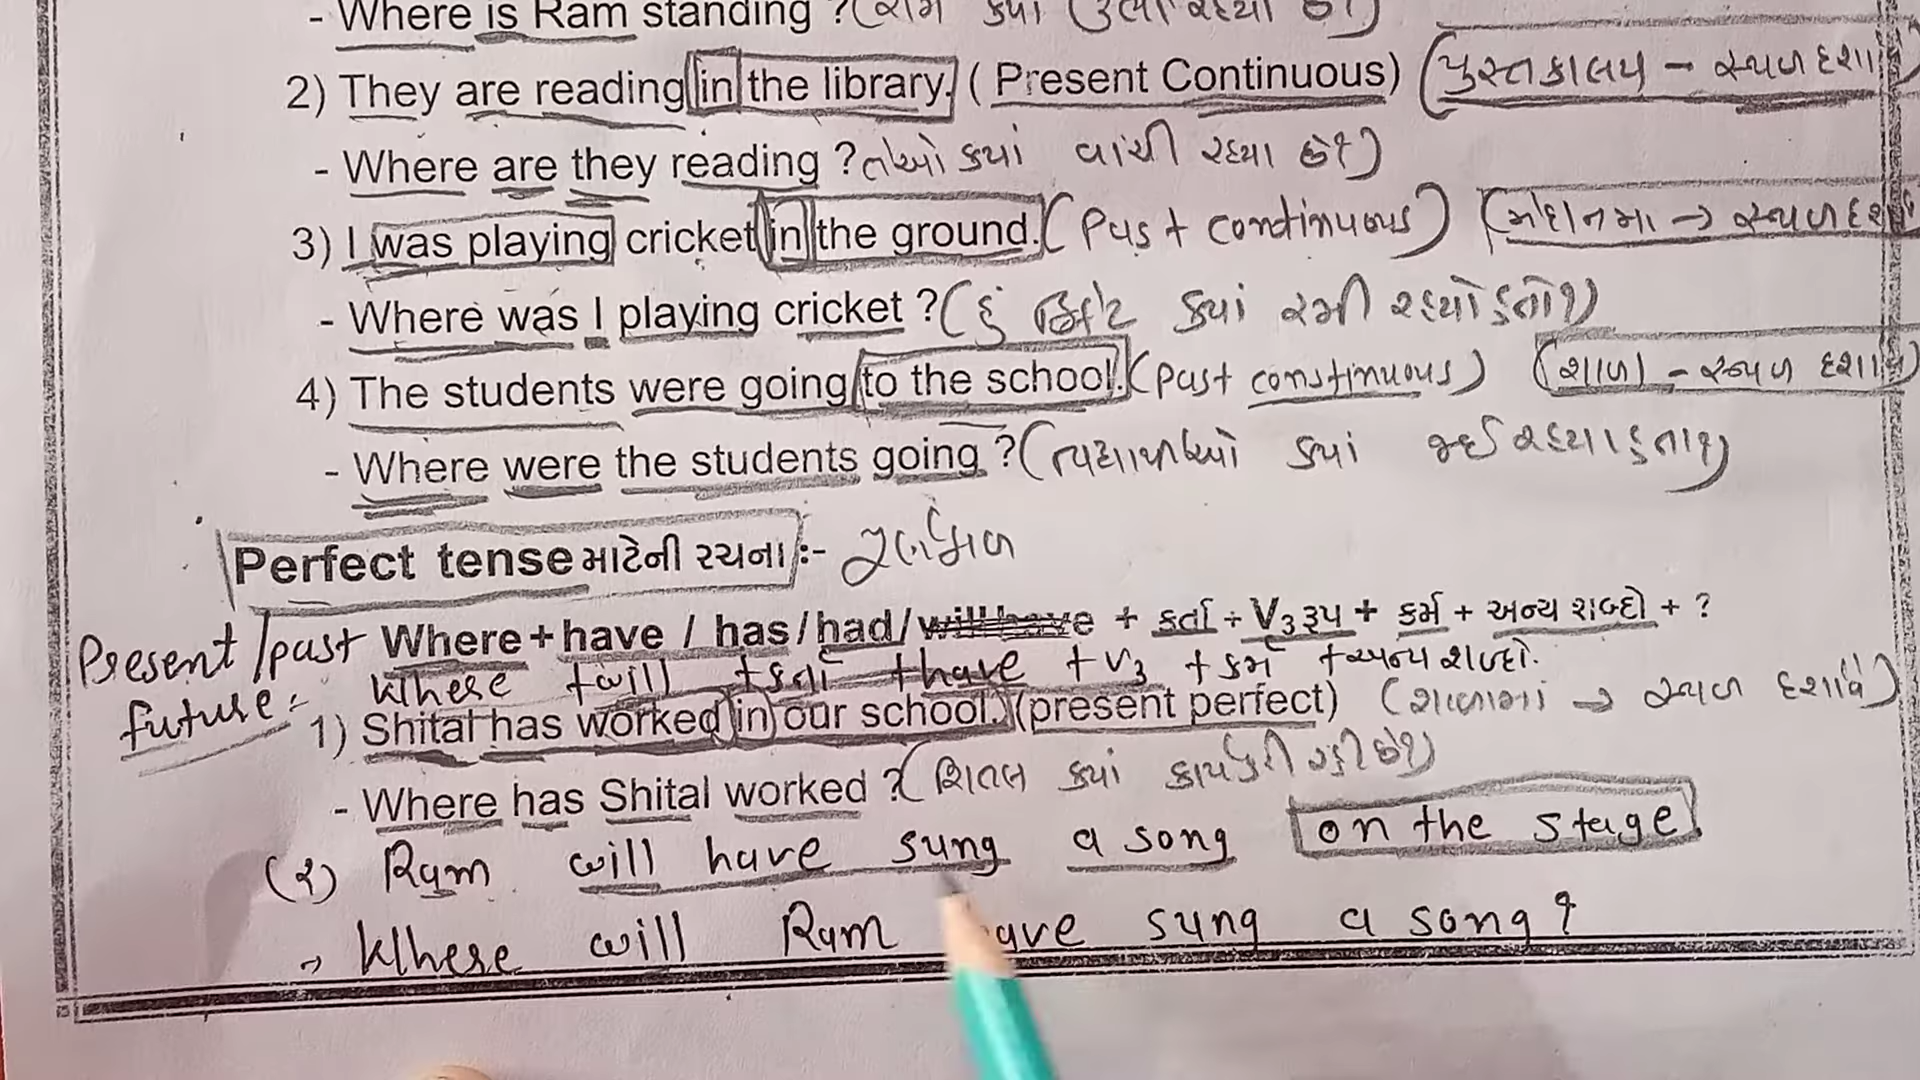 - Where is Ram standing ? (રામ ક્યાં ઉભો રહ્યો છે?)
2) They are reading in the library. ( Present Continuous) (પુસ્તકાલય - સ્થળ દર્શા
- Where are they reading ? તેઓ ક્યાં વાંચી રહ્યા છે?)
3) I was playing cricket in the ground. (Past continuous) (મેદાનમા → સ્થળ દર્શાવે
- Where was I playing cricket ? (હું ક્રિકેટ ક્યાં રમી રહ્યો હતો?)
4) The students were going to the school. (past constinuous) (શાળા - સ્થળ દર્શાવે
- Where were the students going ? ( ક્યાં જઈ રહ્યા હતા?)
Perfect tense માટેની રચના :- પૂર્ણકાળ
Present / past Where + have / has / had / will have + કર્તા + V3 રૂપ + કર્મ + અન્ય શબ્દો + ?
future :- Where + will + કર્તા + have + V3 + કર્મ + અન્ય શબ્દો.
1) Shital has worked in our school. (present perfect) (શાળામાં → સ્થળ દર્શાવે)
- Where has Shital worked ? (શિતલ ક્યાં કાર્ય કરી રહી છે?)
(૨) Ram will have sung a song on the stage.
→ Where will Ram ave sung a song?